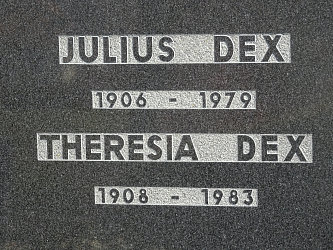 JULIUS DEX
1906 - 1979
THERESIA DEX
1908 - 1983